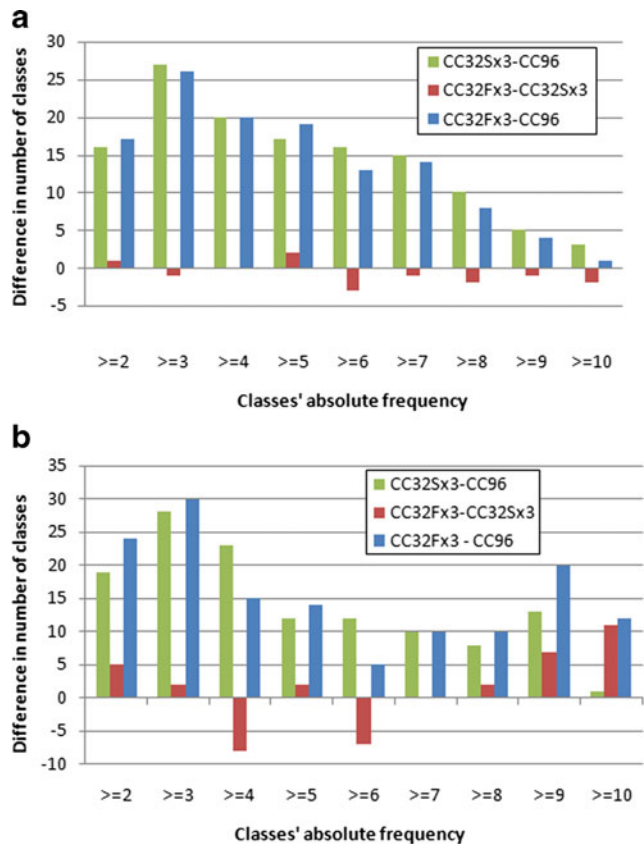 a
30
25
20
15
10
5
0
-5
Difference in number of classes
CC32Sx3-CC96
CC32Fx3-CC32Sx3
CC32Fx3-CC96
>=2 >=3 >=4 >=5 >=6 >=7 >=8 >=9 >=10
Classes' absolute frequency
b
35
30
25
20
15
10
5
0
-5
-10
Difference in number of classes
CC32Sx3-CC96
CC32Fx3-CC32Sx3
CC32Fx3 - CC96
>=2 >=3 >=4 >=5 >=6 >=7 >=8 >=9 >=10
Classes' absolute frequency